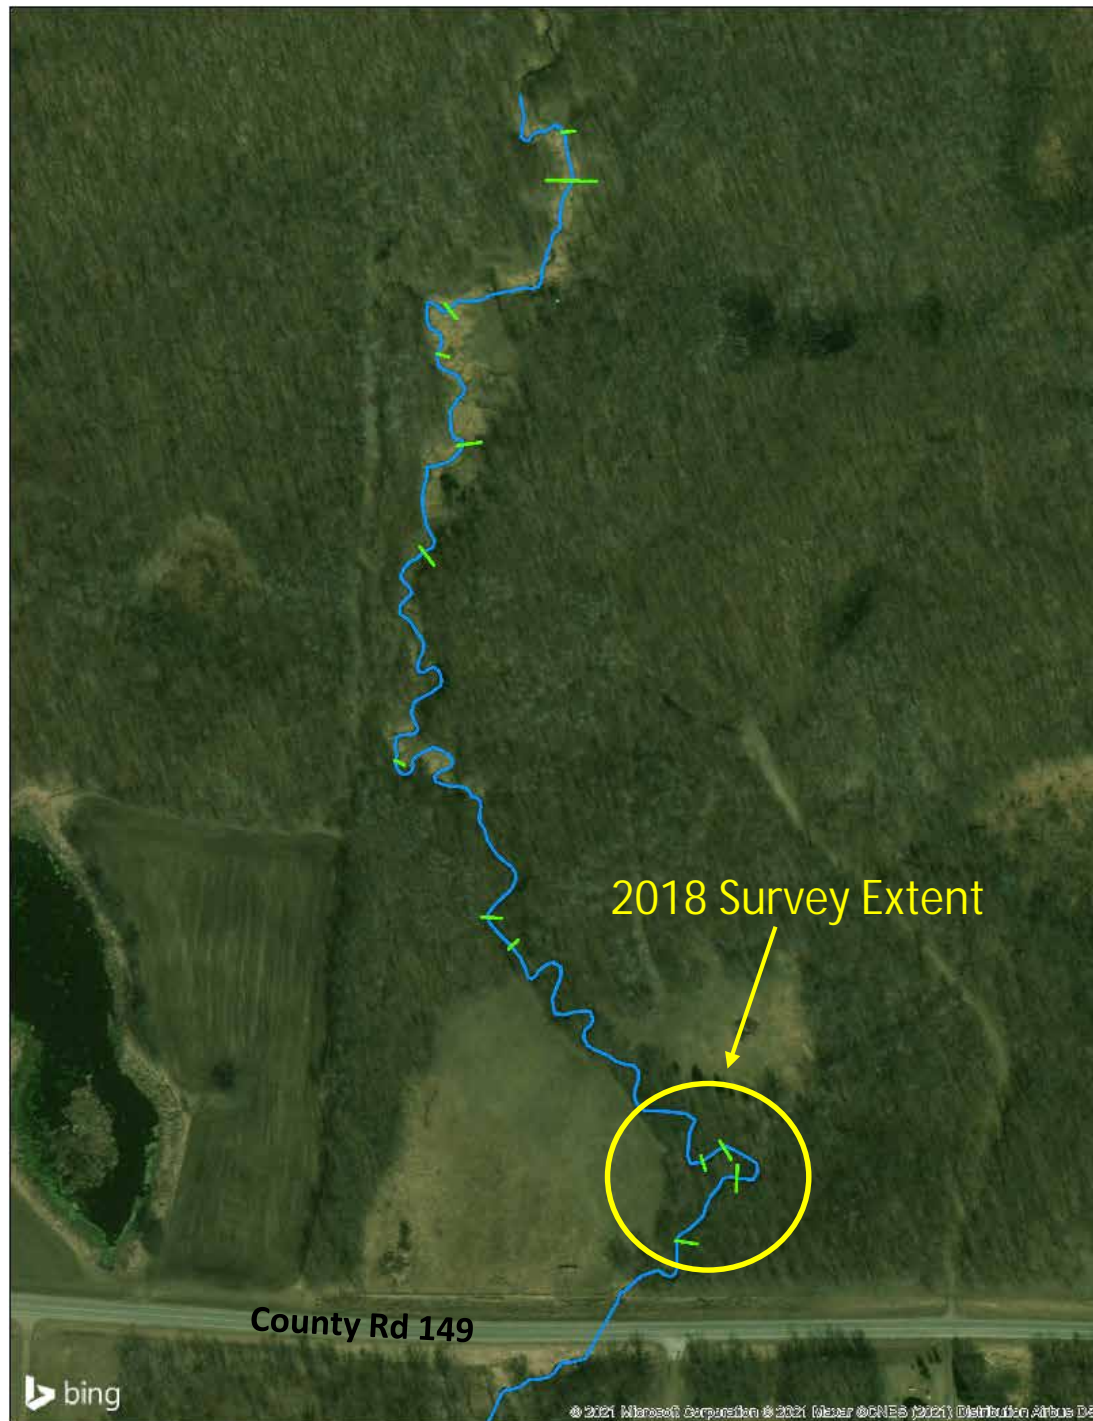 2018 Survey Extent
County Rd 149
bing
© 2021 Microsoft Corporation © 2021 Maxar ©CNES (2021) Distribution Airbus DS